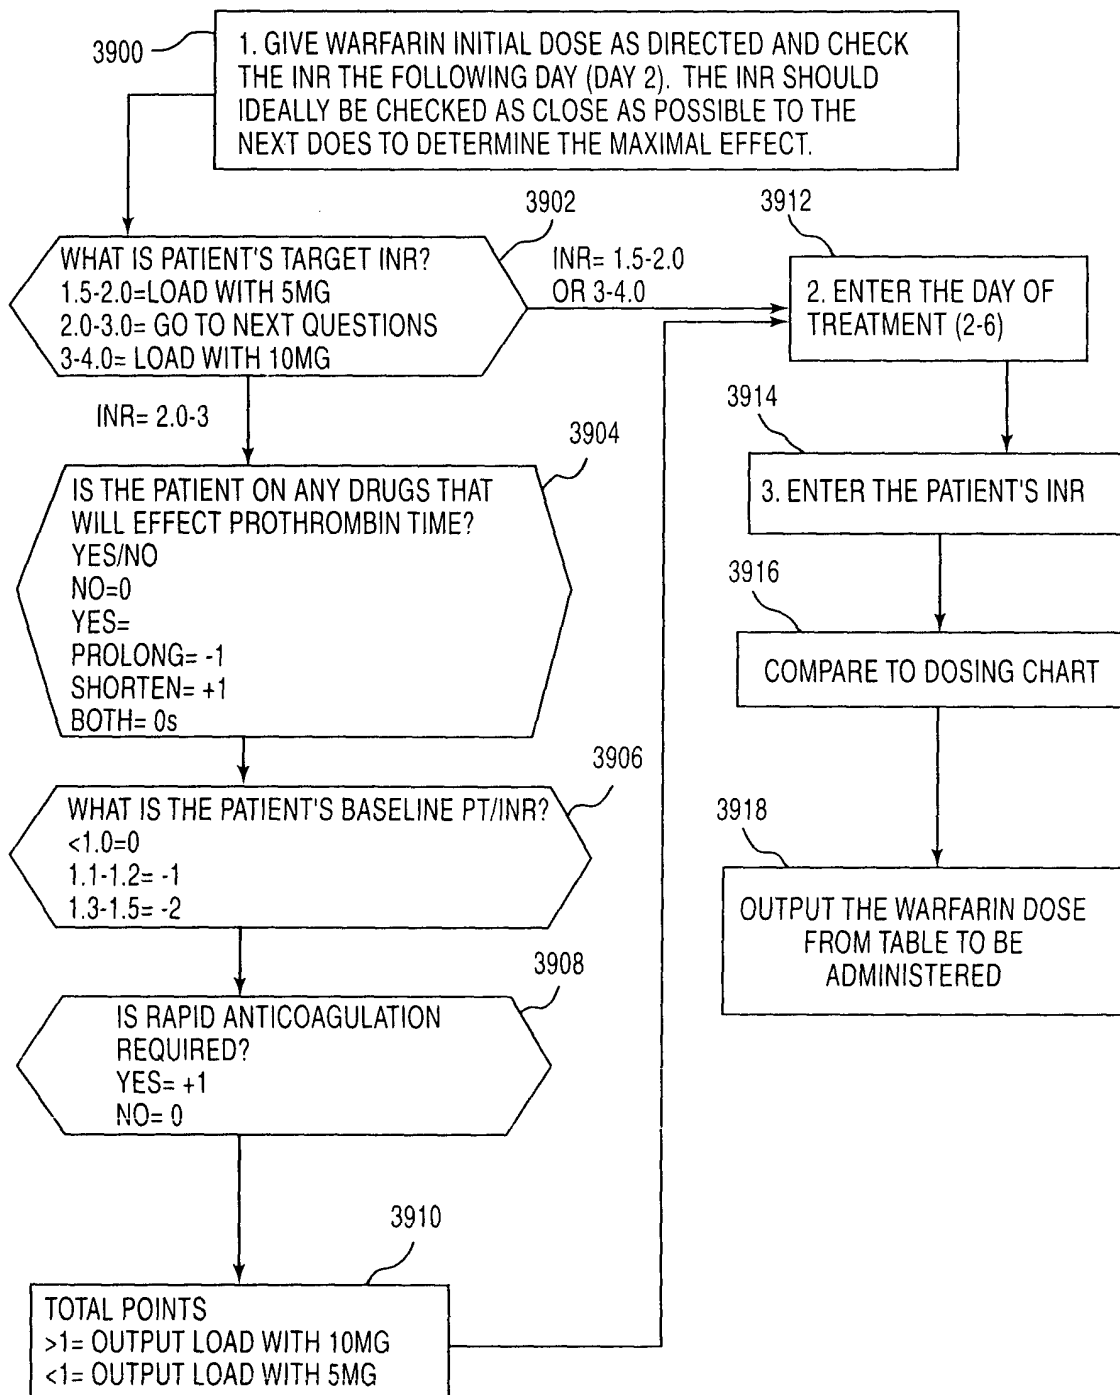 3900
1. GIVE WARFARIN INITIAL DOSE AS DIRECTED AND CHECK
THE INR THE FOLLOWING DAY (DAY 2). THE INR SHOULD
IDEALLY BE CHECKED AS CLOSE AS POSSIBLE TO THE
NEXT DOES TO DETERMINE THE MAXIMAL EFFECT.
3902
WHAT IS PATIENT'S TARGET INR?
1.5-2.0=LOAD WITH 5MG
2.0-3.0= GO TO NEXT QUESTIONS
3-4.0= LOAD WITH 10MG
INR= 1.5-2.0
OR 3-4.0
INR= 2.0-3
3904
IS THE PATIENT ON ANY DRUGS THAT
WILL EFFECT PROTHROMBIN TIME?
YES/NO
NO=0
YES=
PROLONG= -1
SHORTEN= +1
BOTH= 0s
3906
WHAT IS THE PATIENT'S BASELINE PT/INR?
<1.0=0
1.1-1.2= -1
1.3-1.5= -2
3908
IS RAPID ANTICOAGULATION
REQUIRED?
YES= +1
NO= 0
3910
TOTAL POINTS
>1= OUTPUT LOAD WITH 10MG
<1= OUTPUT LOAD WITH 5MG
3912
2. ENTER THE DAY OF
TREATMENT (2-6)
3914
3. ENTER THE PATIENT'S INR
3916
COMPARE TO DOSING CHART
3918
OUTPUT THE WARFARIN DOSE
FROM TABLE TO BE
ADMINISTERED